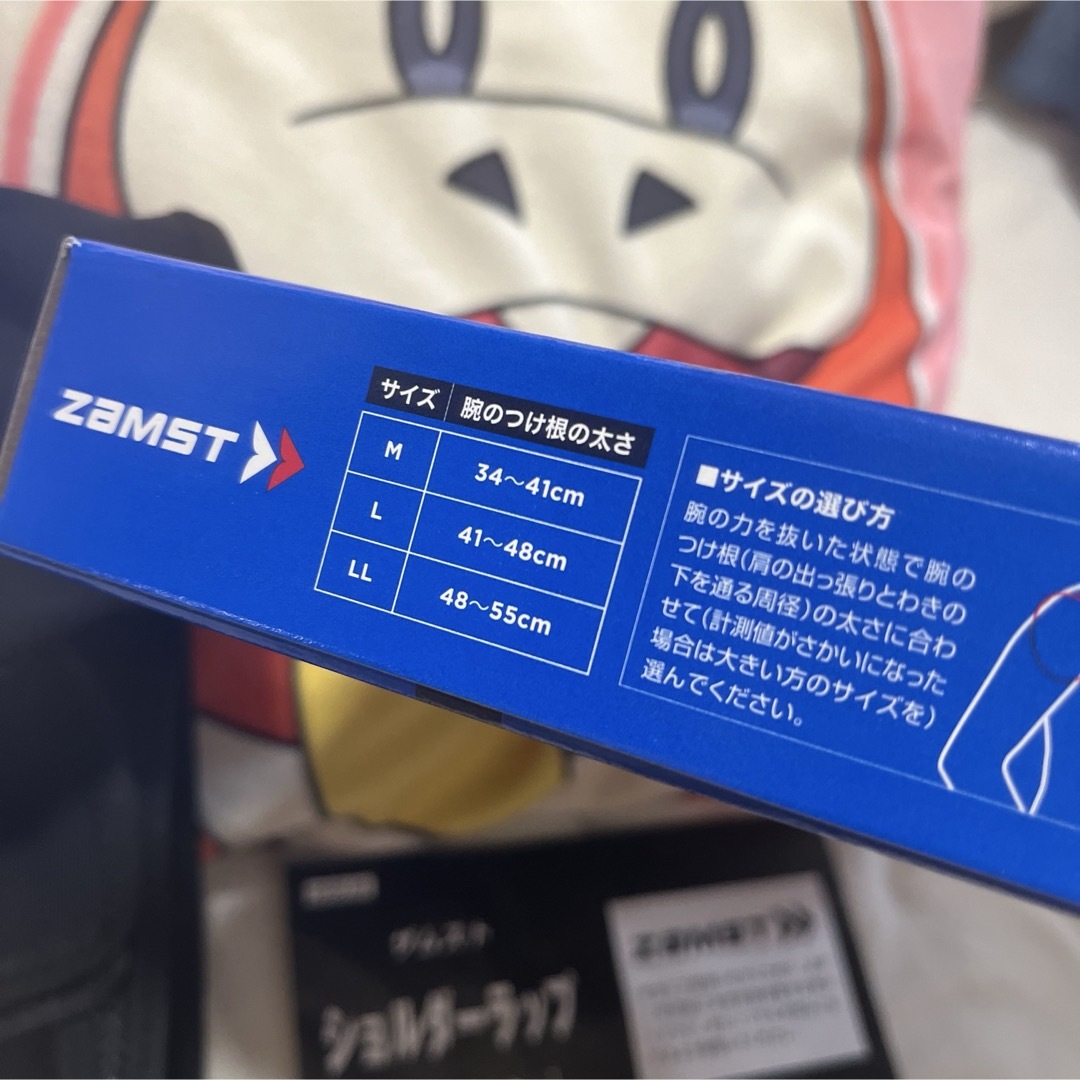 ZAMST
サイズ 腕のつけ根の太さ
M 34～41cm
L 41～48cm
LL 48～55cm
■サイズの選び方
腕の力を抜いた状態で腕の
つけ根(肩の出っ張りとわきの
下を通る周径)の太さに合わ
せて(計測値がさかいになった
場合は大きい方のサイズを)
選んでください。
ザムスト
ZAMST
ショルダーラップ